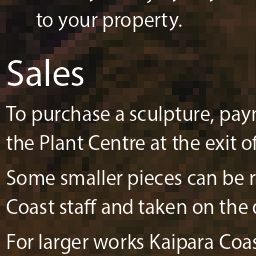 to your property.
Sales
To purchase a sculpture,
the Plant Centre at the exit of
Some smaller pieces can be
Coast staff and taken on the
For larger works Kaipara